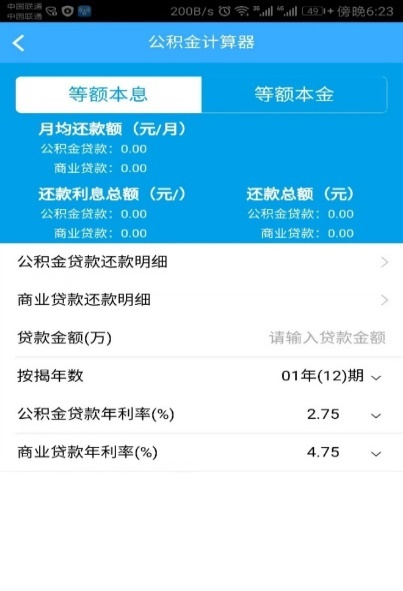 中国联通
中国联通
200B/s 3G 4G 49 傍晚6:23
公积金计算器
等额本息 等额本金
月均还款额（元/月）
公积金贷款：0.00
商业贷款：0.00
还款利息总额（元/） 还款总额（元）
公积金贷款：0.00 公积金贷款：0.00
商业贷款：0.00 商业贷款：0.00
公积金贷款还款明细
商业贷款还款明细
贷款金额(万) 请输入贷款金额
按揭年数 01年(12)期
公积金贷款年利率(%) 2.75
商业贷款年利率(%) 4.75